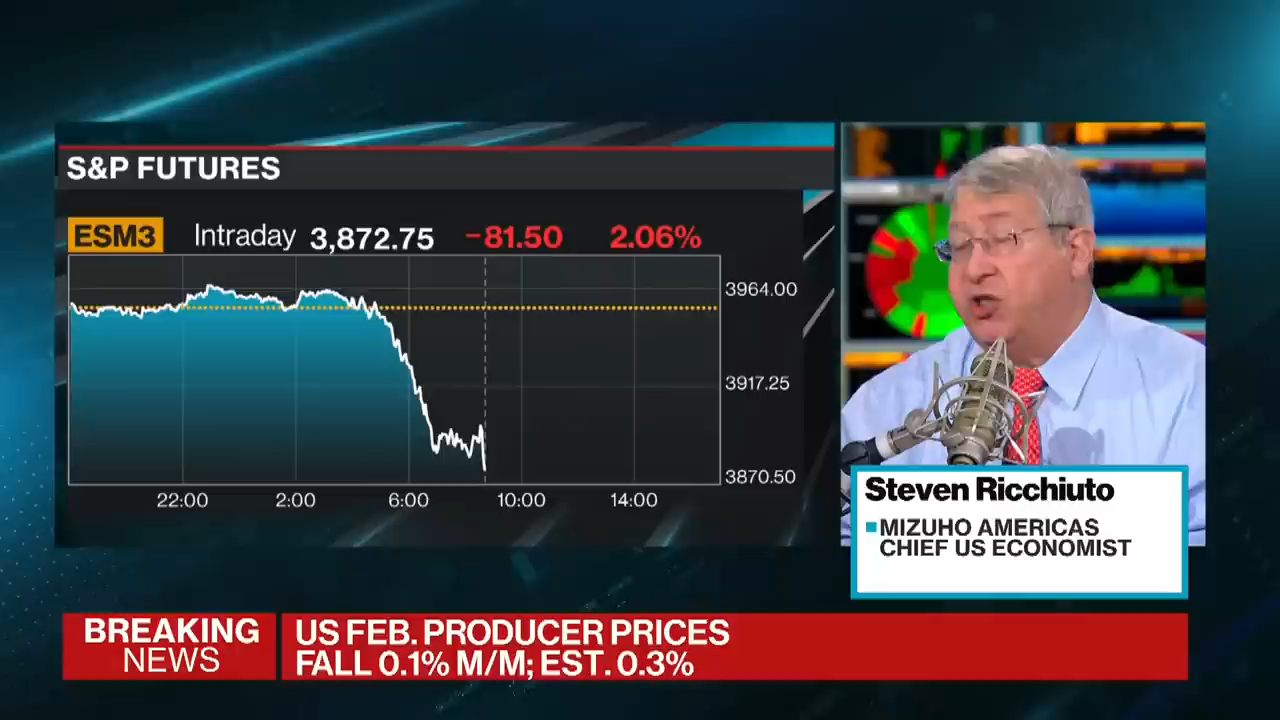 S&P FUTURES
ESM3 Intraday 3,872.75 −81.50 2.06%
3964.00
3917.25
3870.50
22:00 2:00 6:00 10:00 14:00
Steven Ricchiuto
MIZUHO AMERICAS
CHIEF US ECONOMIST
BREAKING
NEWS
US FEB. PRODUCER PRICES
FALL 0.1% M/M; EST. 0.3%